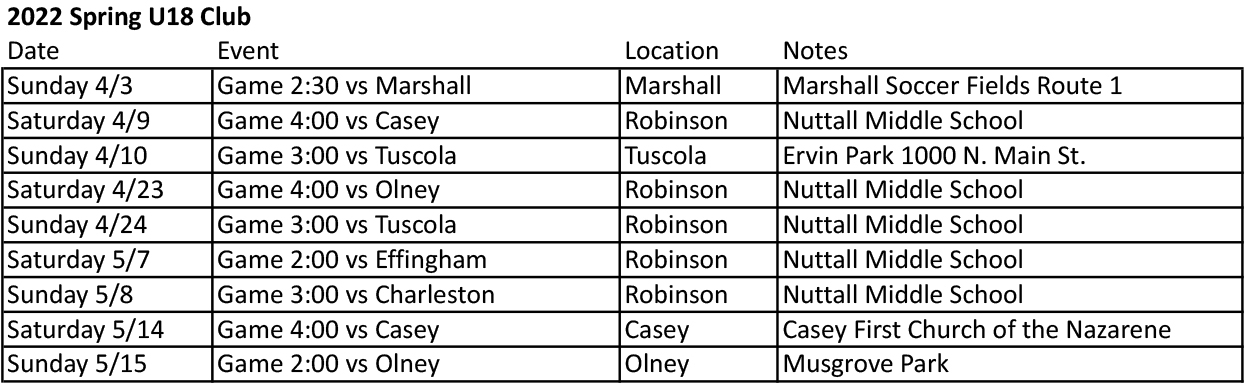 2022 Spring U18 Club
Date Event Location Notes
Sunday 4/3 Game 2:30 vs Marshall Marshall Marshall Soccer Fields Route 1
Saturday 4/9 Game 4:00 vs Casey Robinson Nuttall Middle School
Sunday 4/10 Game 3:00 vs Tuscola Tuscola Ervin Park 1000 N. Main St.
Saturday 4/23 Game 4:00 vs Olney Robinson Nuttall Middle School
Sunday 4/24 Game 3:00 vs Tuscola Robinson Nuttall Middle School
Saturday 5/7 Game 2:00 vs Effingham Robinson Nuttall Middle School
Sunday 5/8 Game 3:00 vs Charleston Robinson Nuttall Middle School
Saturday 5/14 Game 4:00 vs Casey Casey Casey First Church of the Nazarene
Sunday 5/15 Game 2:00 vs Olney Olney Musgrove Park